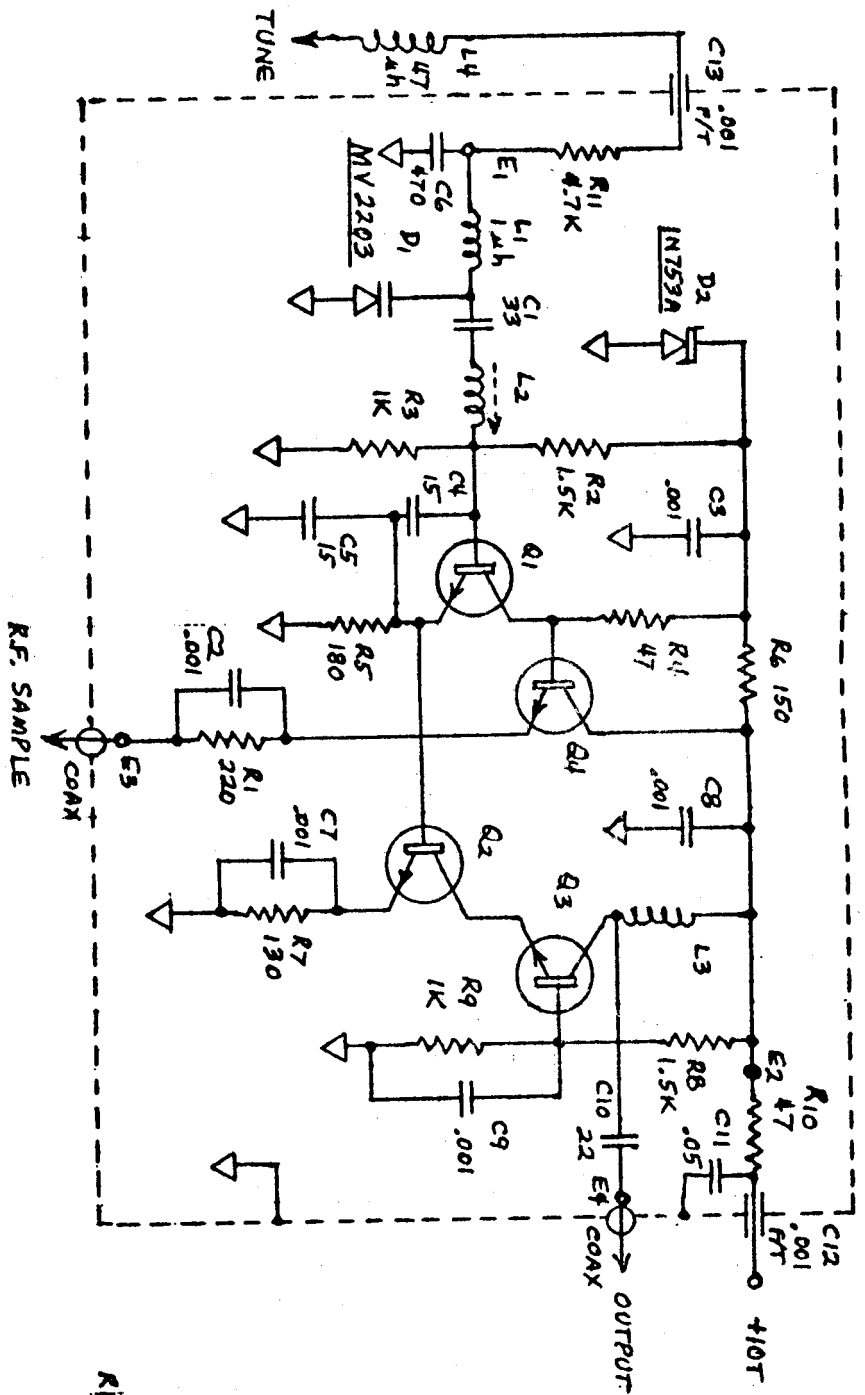 C13
.001
F/T
L4
47
μh
TUNE
R11
4.7K
E1
C6
470
L1
1μh
D1
MV2203
C1
33
D2
1N753A
L2
R3
1K
R2
1.5K
C3
.001
C4
15
C5
15
Q1
R5
180
R4
47
R6 150
Q4
C2
.001
R1
220
E3
COAX
R.F. SAMPLE
C8
.001
Q2
C7
.001
R7
130
Q3
L3
R9
1K
R8
1.5K
C9
.001
E2
R10
47
C11
.05
C10
22
E4
COAX
OUTPUT
C12
.001
F/T
+10T